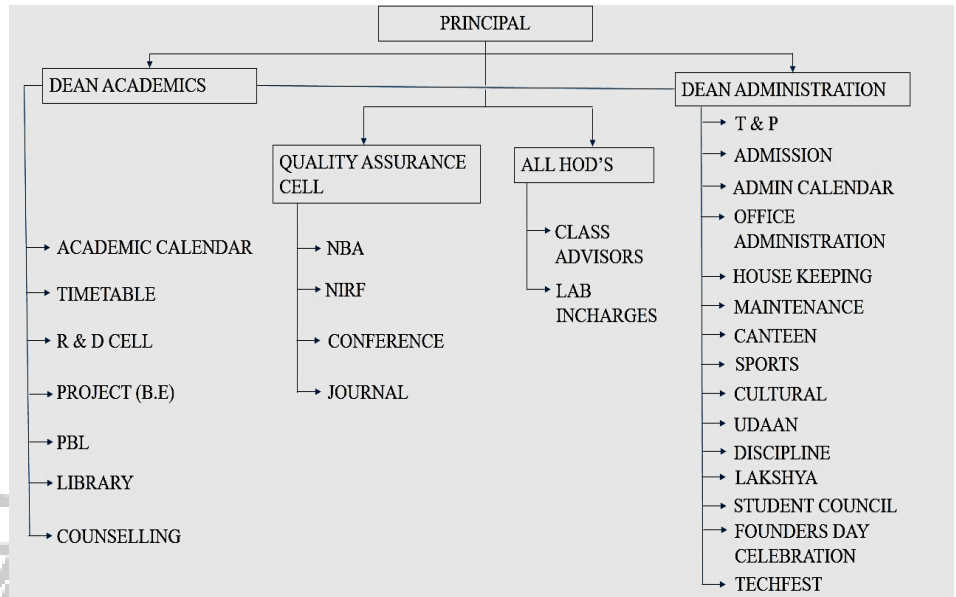 PRINCIPAL
DEAN ACADEMICS
DEAN ADMINISTRATION
QUALITY ASSURANCE
CELL
ALL HOD'S
ACADEMIC CALENDAR
TIMETABLE
R & D CELL
PROJECT (B.E)
PBL
LIBRARY
COUNSELLING
NBA
NIRF
CONFERENCE
JOURNAL
CLASS
ADVISORS
LAB
INCHARGES
T & P
ADMISSION
ADMIN CALENDAR
OFFICE
ADMINISTRATION
HOUSE KEEPING
MAINTENANCE
CANTEEN
SPORTS
CULTURAL
UDAAN
DISCIPLINE
LAKSHYA
STUDENT COUNCIL
FOUNDERS DAY
CELEBRATION
TECHFEST